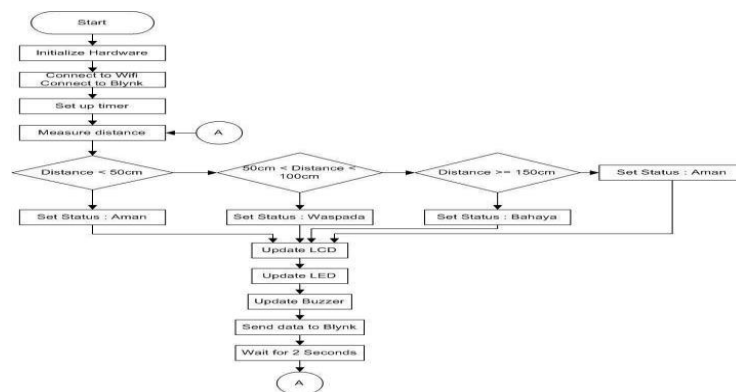 Start
Initialize Hardware
Connect to Wifi
Connect to Blynk
Set up timer
Measure distance
A
Distance < 50cm
50cm < Distance <
100cm
Distance >= 150cm
Set Status : Aman
Set Status : Aman
Set Status : Waspada
Set Status : Bahaya
Update LCD
Update LED
Update Buzzer
Send data to Blynk
Wait for 2 Seconds
A